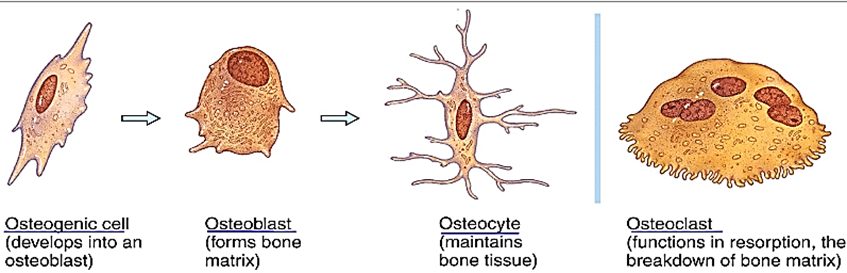 Osteogenic cell
(develops into an
osteoblast)
Osteoblast
(forms bone
matrix)
Osteocyte
(maintains
bone tissue)
Osteoclast
(functions in resorption, the
breakdown of bone matrix)